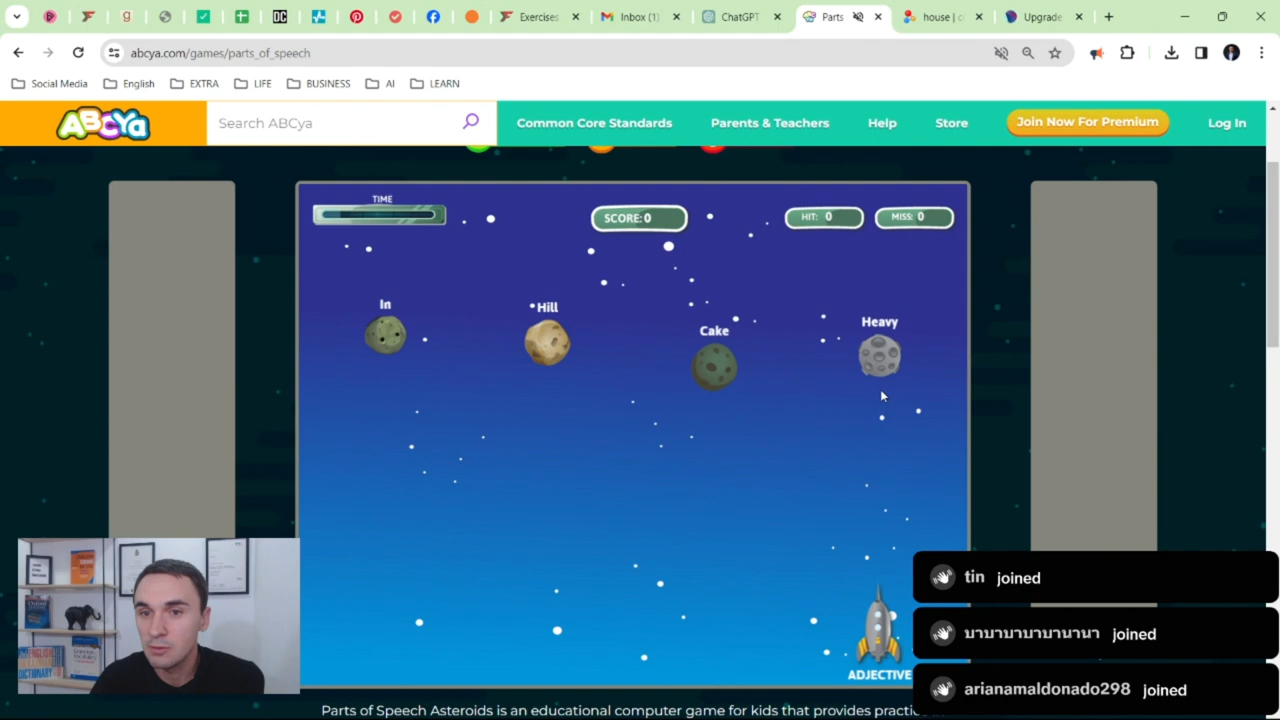 Exercises
Inbox (1)
ChatGPT
Parts
house | c
Upgrade
abcya.com/games/parts_of_speech
Social Media
English
EXTRA
LIFE
BUSINESS
AI
LEARN
ABCYa
Search ABCya
Common Core Standards
Parents & Teachers
Help
Store
Join Now For Premium
Log In
TIME
SCORE: 0
HIT: 0
MISS: 0
In
Hill
Cake
Heavy
ADJECTIVE
tin joined
บาบาบาบาบานานา joined
arianamaldonado298 joined
Parts of Speech Asteroids is an educational computer game for kids that provides practice